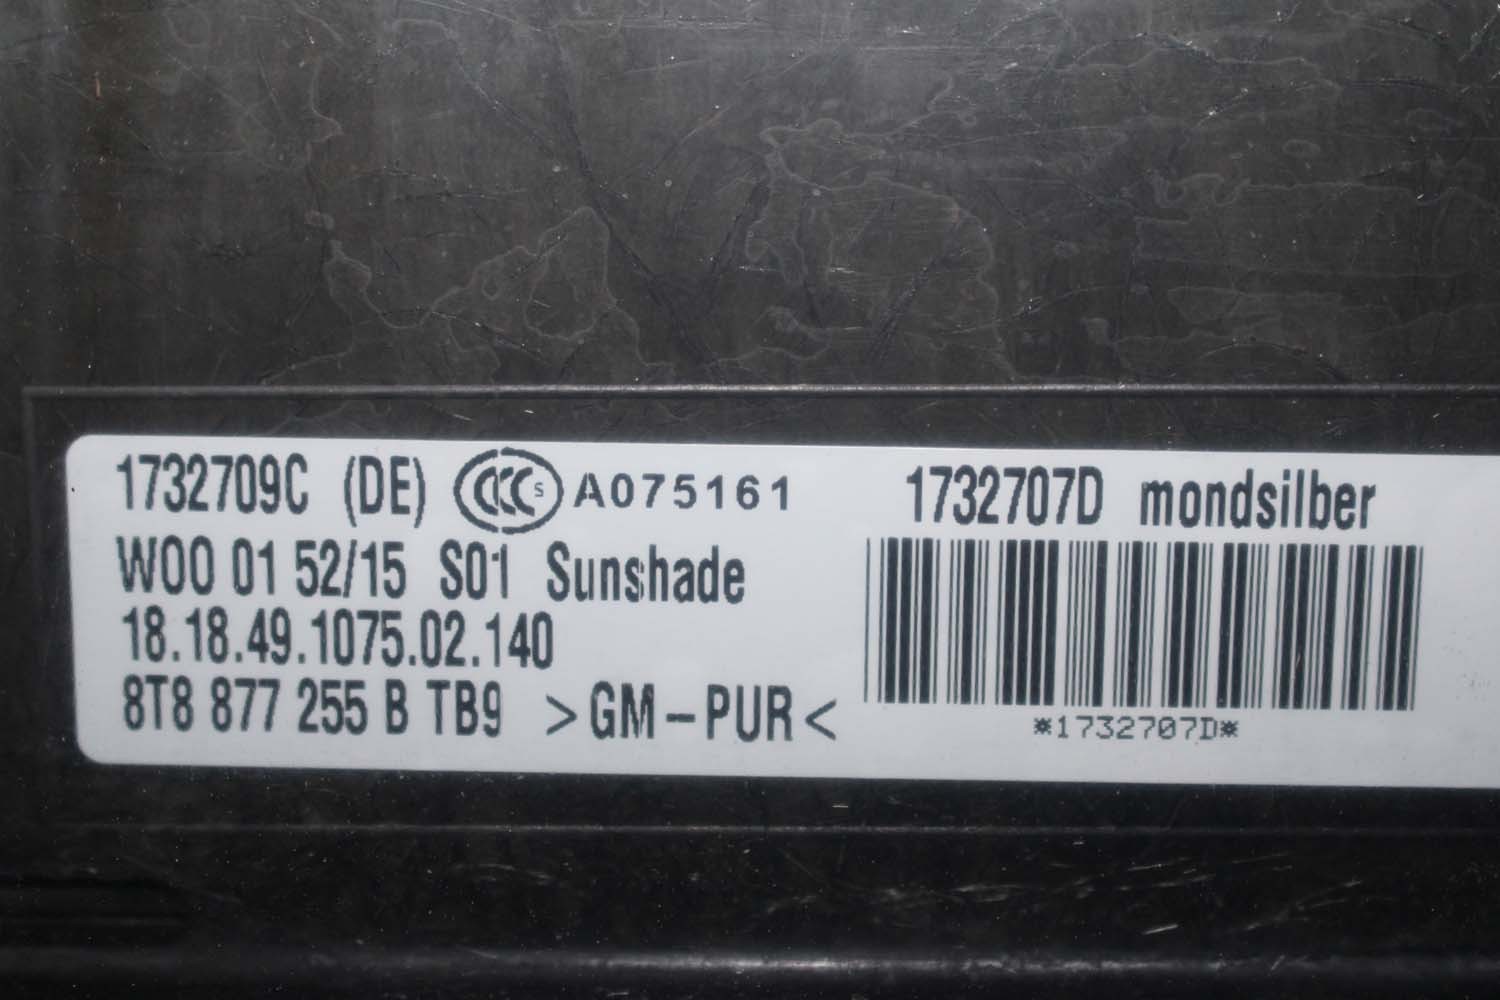 1732709C (DE) CCC S A075161
W00 01 52/15 S01 Sunshade
18.18.49.1075.02.140
8T8 877 255 B TB9 >GM-PUR<
1732707D mondsilber
*1732707D*